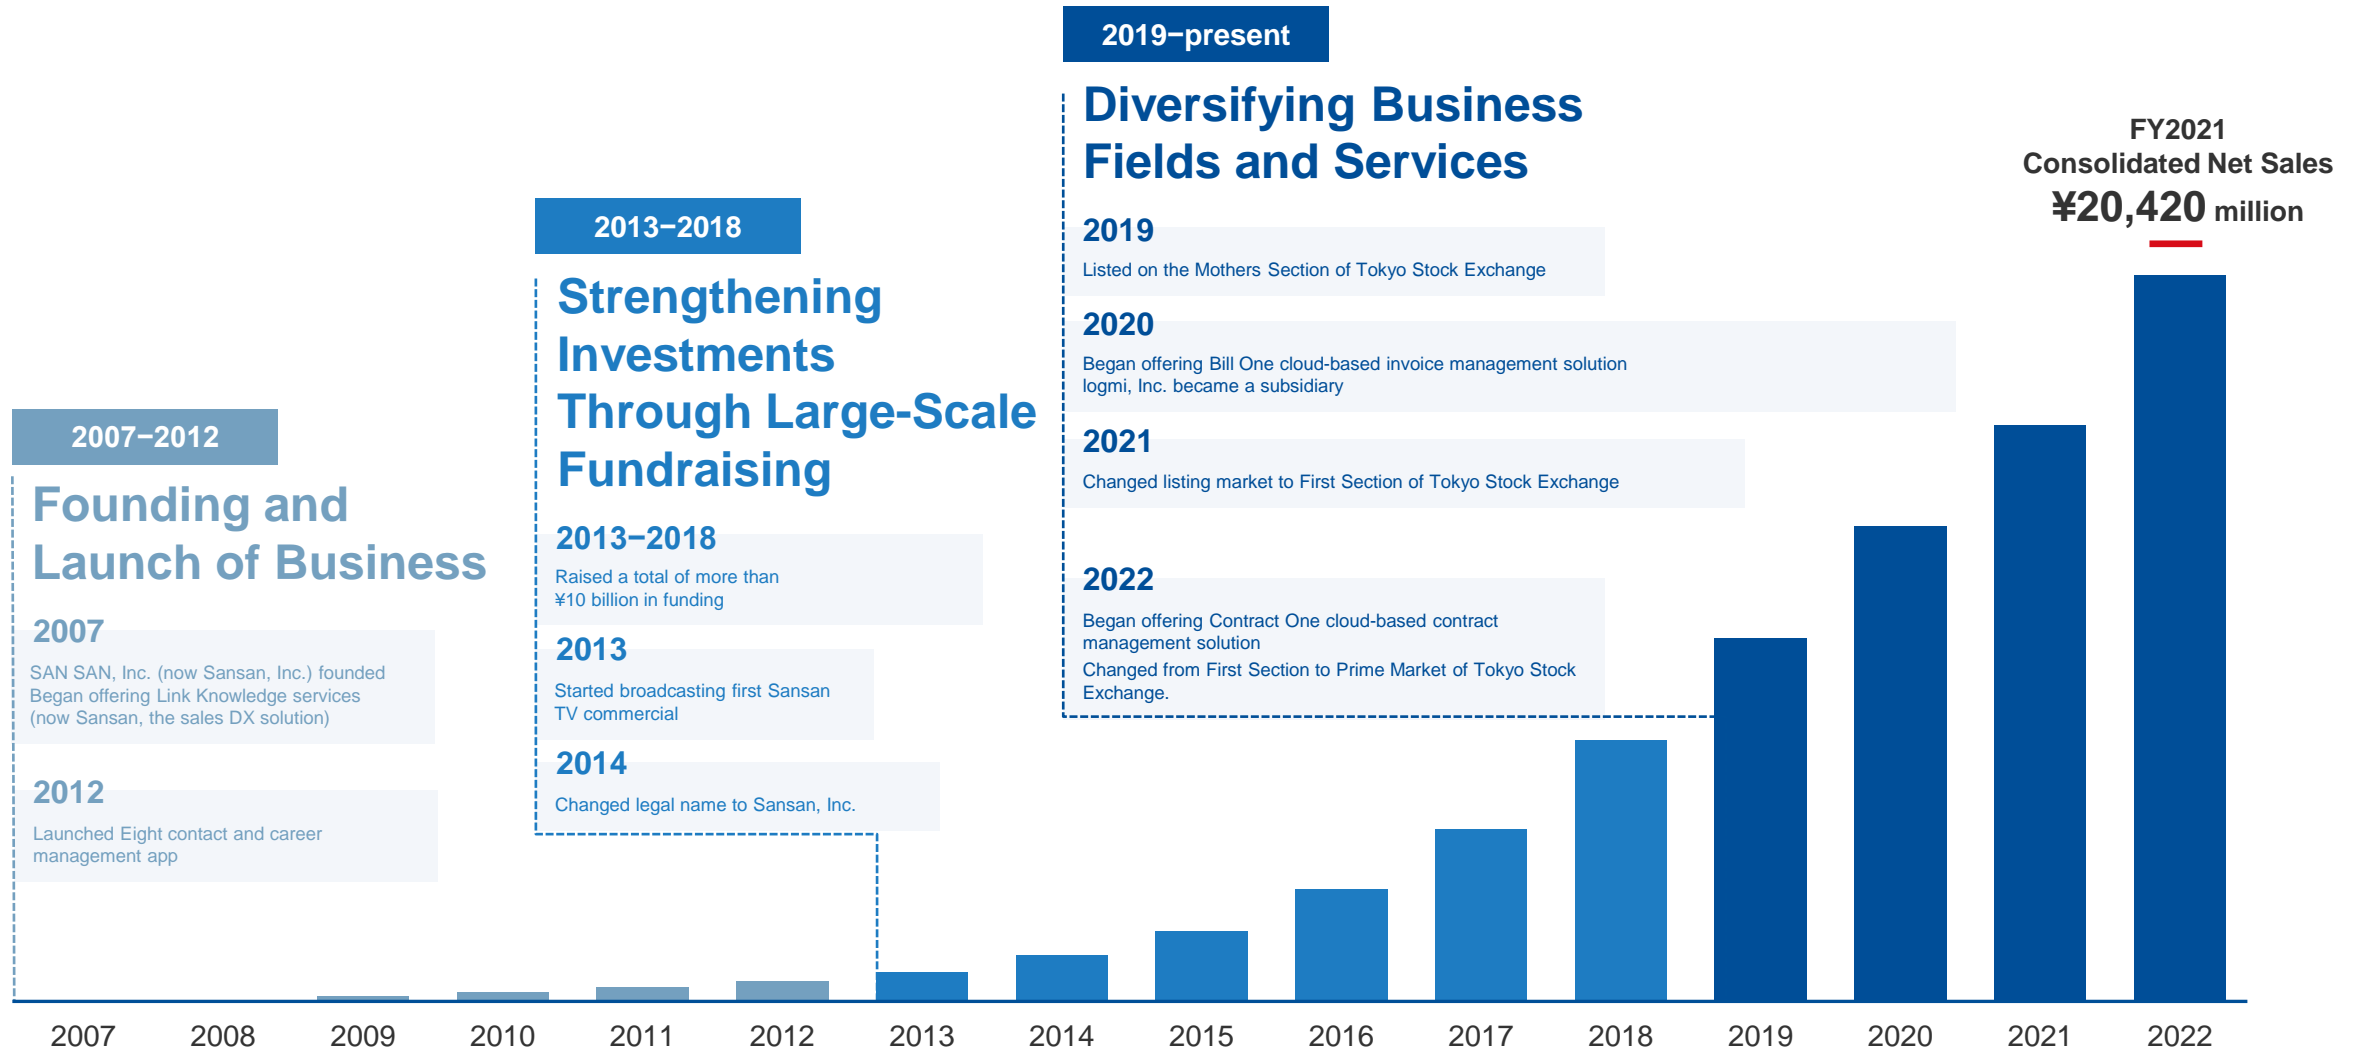 2007−2012
Founding and
Launch of Business
2007
SAN SAN, Inc. (now Sansan, Inc.) founded
Began offering Link Knowledge services
(now Sansan, the sales DX solution)
2012
Launched Eight contact and career
management app
2013−2018
Strengthening
Investments
Through Large-Scale
Fundraising
2013−2018
Raised a total of more than
¥10 billion in funding
2013
Started broadcasting first Sansan
TV commercial
2014
Changed legal name to Sansan, Inc.
2019−present
Diversifying Business
Fields and Services
2019
Listed on the Mothers Section of Tokyo Stock Exchange
2020
Began offering Bill One cloud-based invoice management solution
logmi, Inc. became a subsidiary
2021
Changed listing market to First Section of Tokyo Stock Exchange
2022
Began offering Contract One cloud-based contract
management solution
Changed from First Section to Prime Market of Tokyo Stock
Exchange.
FY2021
Consolidated Net Sales
¥20,420 million
2007 2008 2009 2010 2011 2012 2013 2014 2015 2016 2017 2018 2019 2020 2021 2022